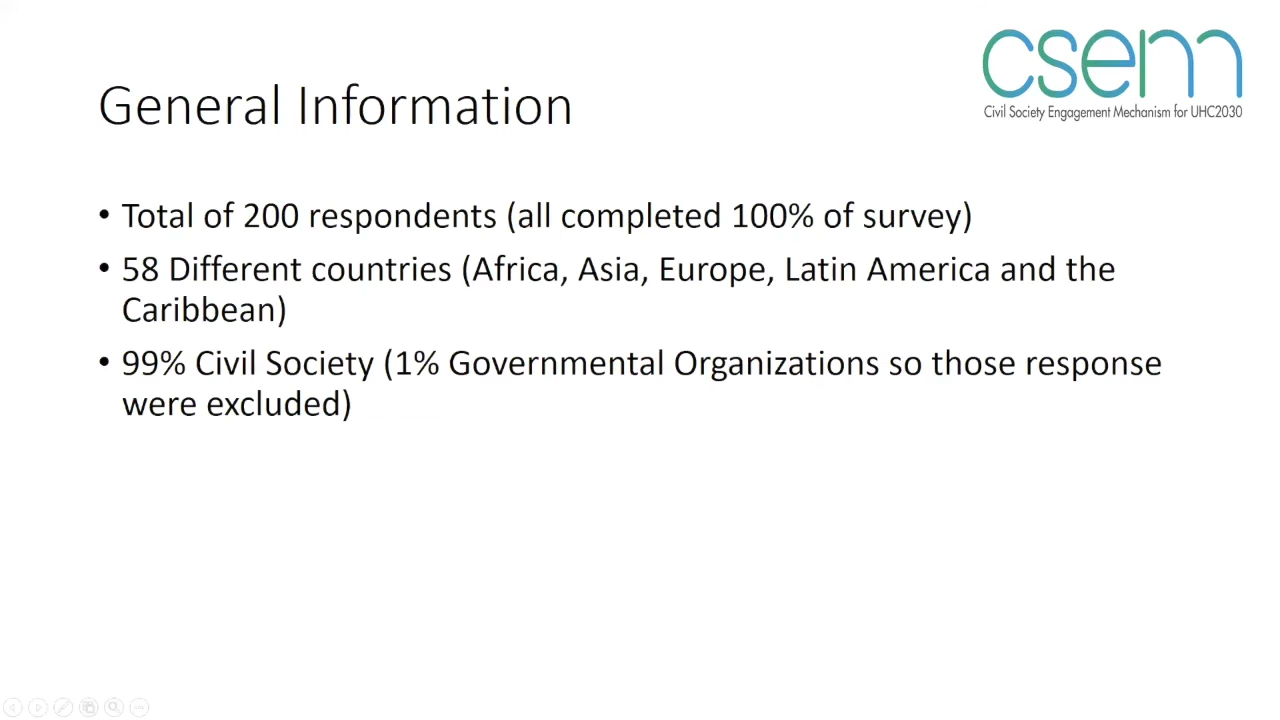 csem
Civil Society Engagement Mechanism for UHC2030
General Information
• Total of 200 respondents (all completed 100% of survey)
• 58 Different countries (Africa, Asia, Europe, Latin America and the
Caribbean)
• 99% Civil Society (1% Governmental Organizations so those response
were excluded)